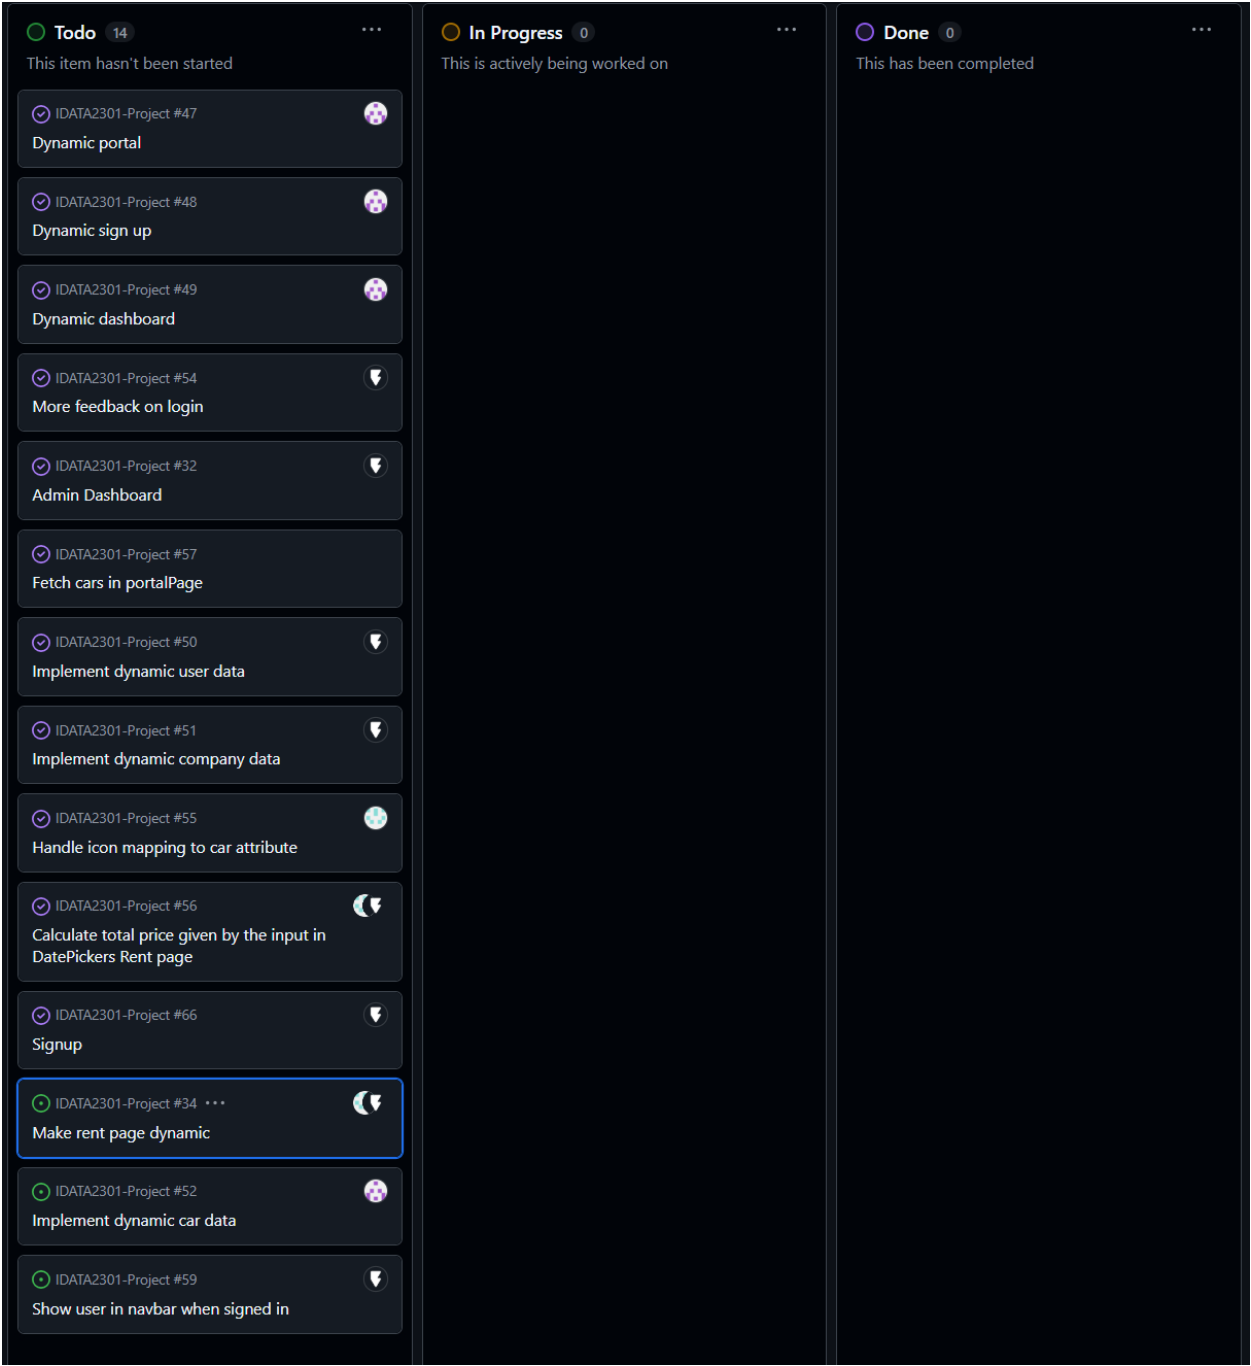 Todo 14
This item hasn't been started
IDATA2301-Project #47
Dynamic portal
IDATA2301-Project #48
Dynamic sign up
IDATA2301-Project #49
Dynamic dashboard
IDATA2301-Project #54
More feedback on login
IDATA2301-Project #32
Admin Dashboard
IDATA2301-Project #57
Fetch cars in portalPage
IDATA2301-Project #50
Implement dynamic user data
IDATA2301-Project #51
Implement dynamic company data
IDATA2301-Project #55
Handle icon mapping to car attribute
IDATA2301-Project #56
Calculate total price given by the input in
DatePickers Rent page
IDATA2301-Project #66
Signup
IDATA2301-Project #34
Make rent page dynamic
IDATA2301-Project #52
Implement dynamic car data
IDATA2301-Project #59
Show user in navbar when signed in
In Progress 0
This is actively being worked on
Done 0
This has been completed